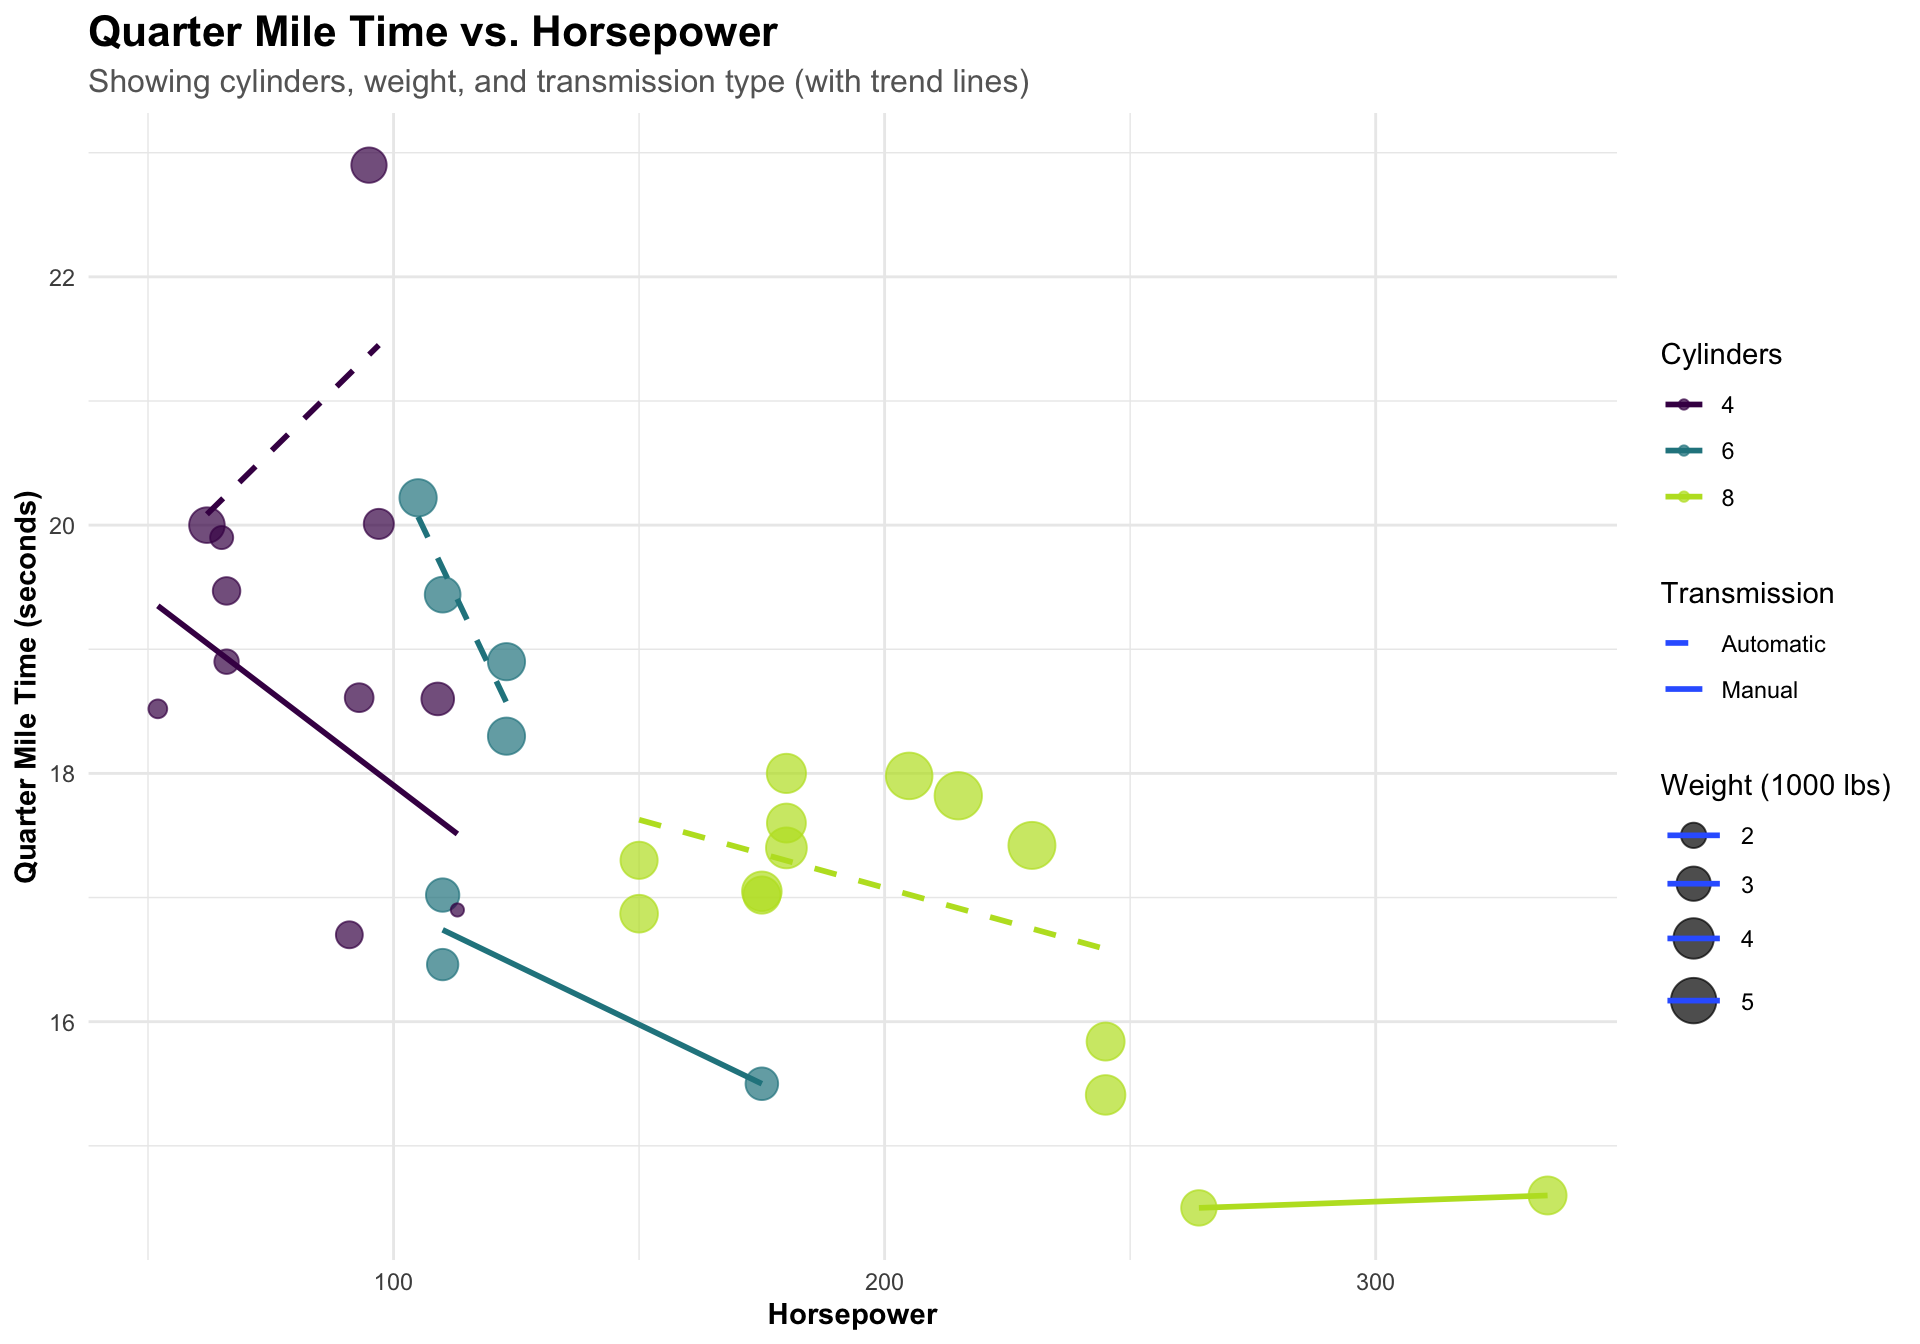 Quarter Mile Time vs. Horsepower
Showing cylinders, weight, and transmission type (with trend lines)
Quarter Mile Time (seconds)
22
20
18
16
100
200
300
Horsepower
Cylinders
4
6
8
Transmission
Automatic
Manual
Weight (1000 lbs)
2
3
4
5